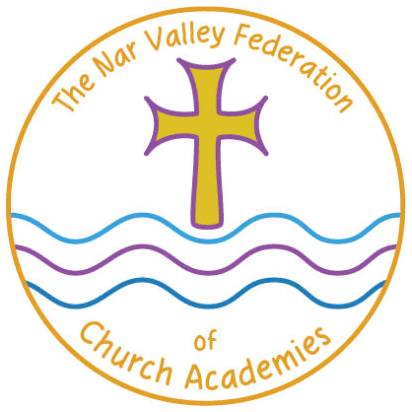 The Nar Valley Federation
of
Church Academies